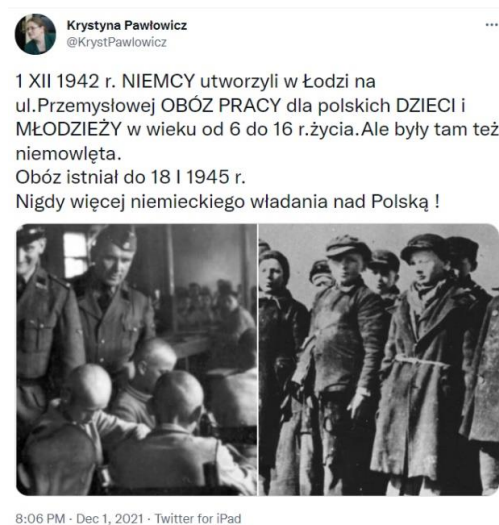 Krystyna Pawłowicz
@KrystPawlowicz
1 XII 1942 r. NIEMCY utworzyli w Łodzi na
ul.Przemysłowej OBÓZ PRACY dla polskich DZIECI i
MŁODZIEŻY w wieku od 6 do 16 r.życia.Ale były tam też
niemowlęta.
Obóz istniał do 18 I 1945 r.
Nigdy więcej niemieckiego władania nad Polską !
8:06 PM · Dec 1, 2021 · Twitter for iPad